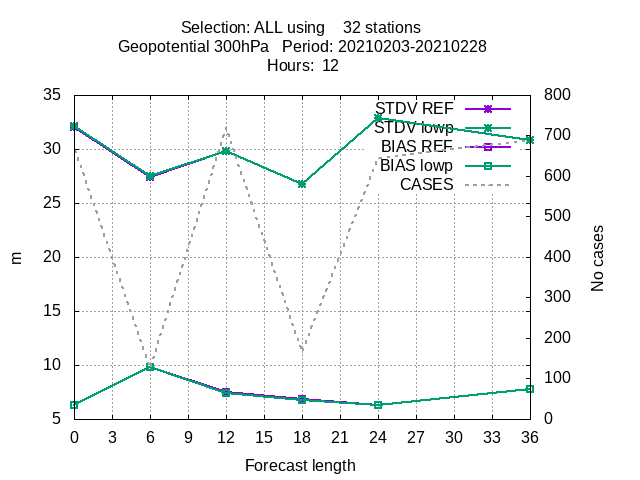 Selection: ALL using    32 stations
Geopotential 300hPa   Period: 20210203-20210228
Hours:  12
35
30
25
20
15
10
5
m
800
700
600
500
400
300
200
100
0
No cases
STDV REF
STDV lowp
BIAS REF
BIAS lowp
CASES
0 3 6 9 12 15 18 21 24 27 30 33 36
Forecast length